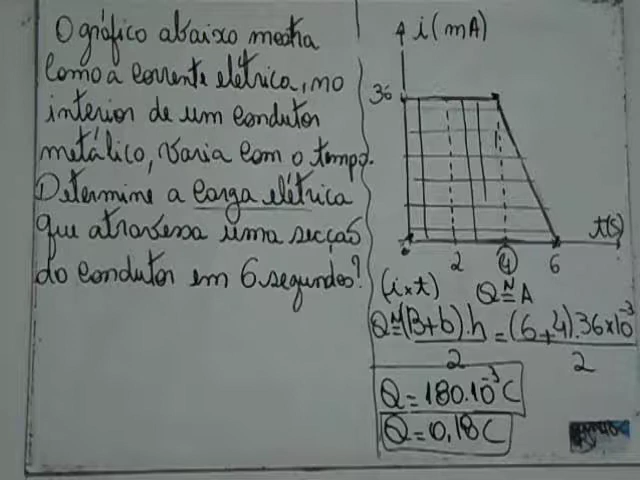 O gráfico abaixo mostra
como a corrente elétrica, no
interior de um condutor
metálico, varia com o tempo.
Determine a carga elétrica
que atravessa uma secção
do condutor em 6 segundos?
i (mA)
36
t(s)
2 4 6
(i×t) Q N= A
Q N= (B+b).h = (6+4).36×10⁻³
2 2
Q = 180.10⁻³ C
Q = 0,18 C